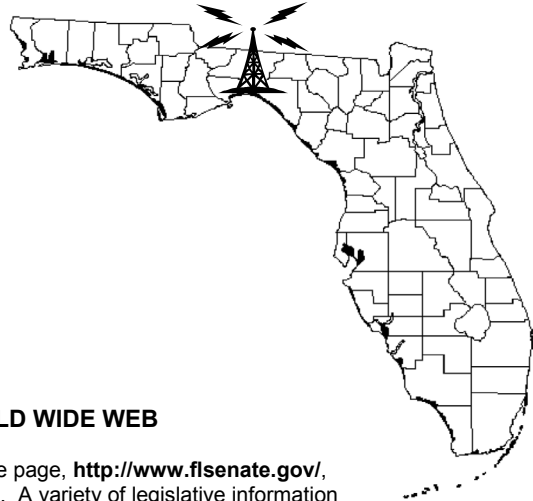 LD WIDE WEB
e page, http://www.flsenate.gov/,
. A variety of legislative information